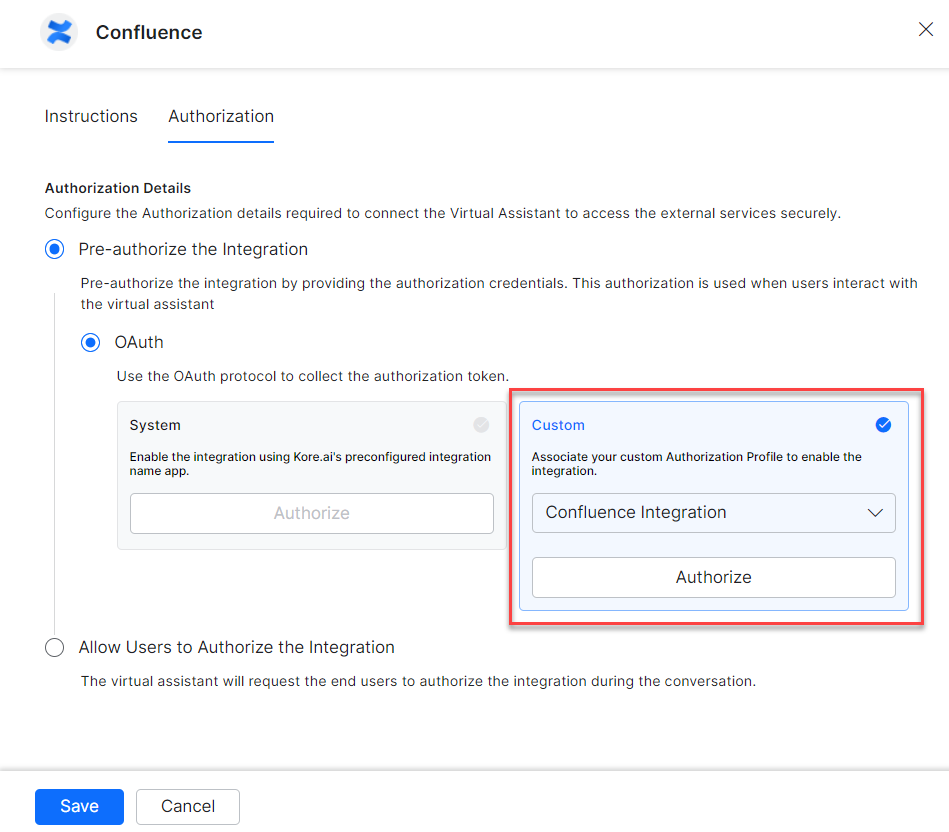 Confluence
Instructions
Authorization
Authorization Details
Configure the Authorization details required to connect the Virtual Assistant to access the external services securely.
Pre-authorize the Integration
Pre-authorize the integration by providing the authorization credentials. This authorization is used when users interact with
the virtual assistant
OAuth
Use the OAuth protocol to collect the authorization token.
System
Enable the integration using Kore.ai's preconfigured integration
name app.
Authorize
Custom
Associate your custom Authorization Profile to enable the
integration.
Confluence Integration
Authorize
Allow Users to Authorize the Integration
The virtual assistant will request the end users to authorize the integration during the conversation.
Save
Cancel